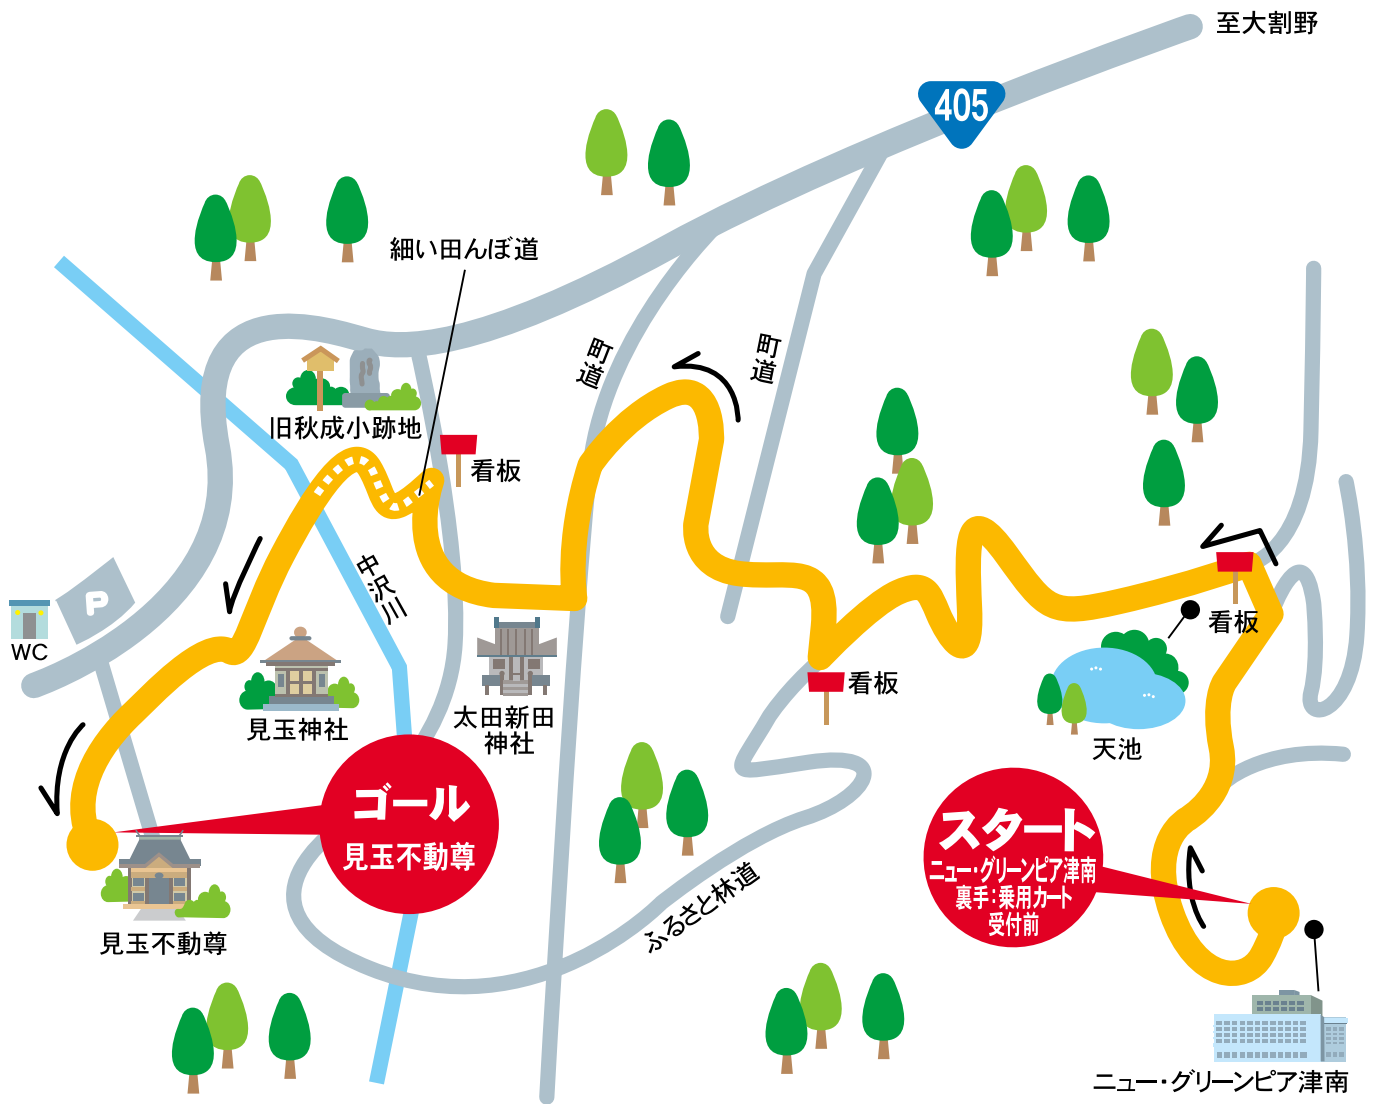 至大割野
405
細い田んぼ道
町道
町道
旧秋成小跡地
看板
中沢川
WC
P
看板
看板
見玉神社
太田新田
神社
天池
ゴール
見玉不動尊
スタート
ニュー・グリーンピア津南
裏手：乗用カート
受付前
ふるさと林道
見玉不動尊
ニュー・グリーンピア津南